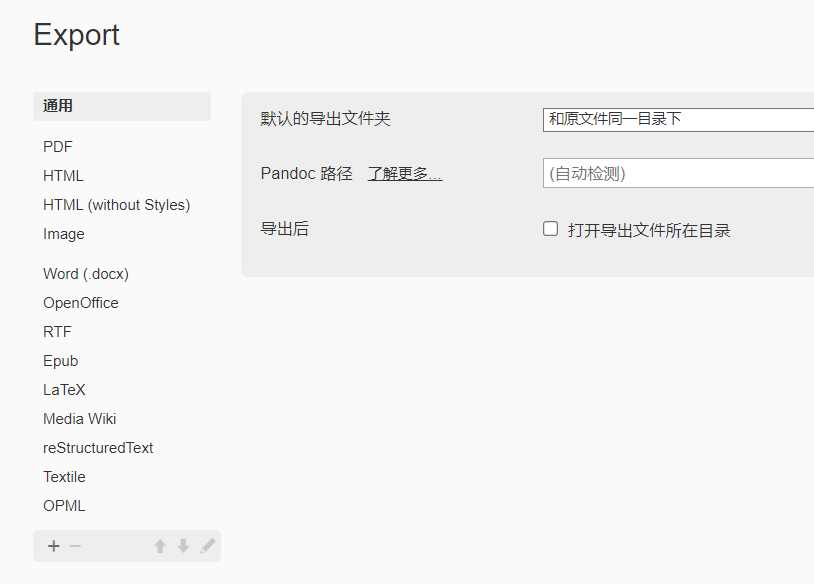 Export
通用
PDF
HTML
HTML (without Styles)
Image
Word (.docx)
OpenOffice
RTF
Epub
LaTeX
Media Wiki
reStructuredText
Textile
OPML
默认的导出文件夹
和原文件同一目录下
Pandoc 路径 了解更多...
(自动检测)
导出后
打开导出文件所在目录